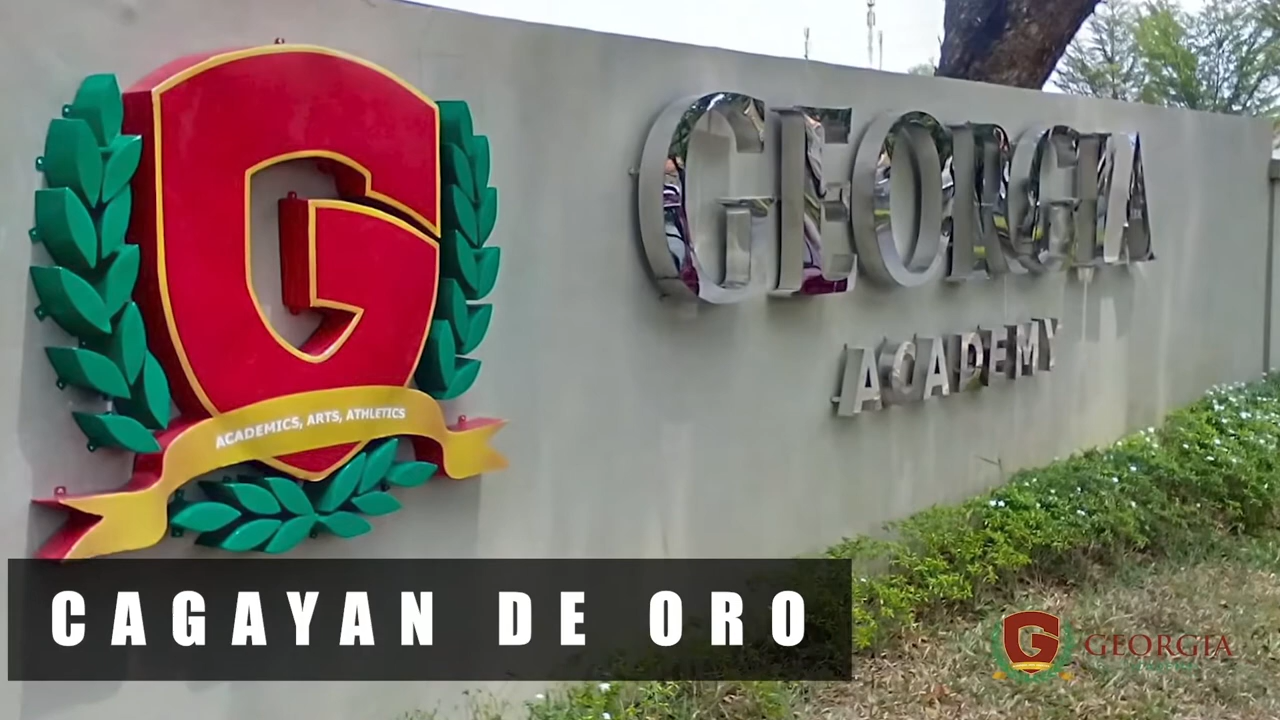 G
GEORGIA
ACADEMY
ACADEMICS, ARTS, ATHLETICS
CAGAYAN DE ORO
G
GEORGIA